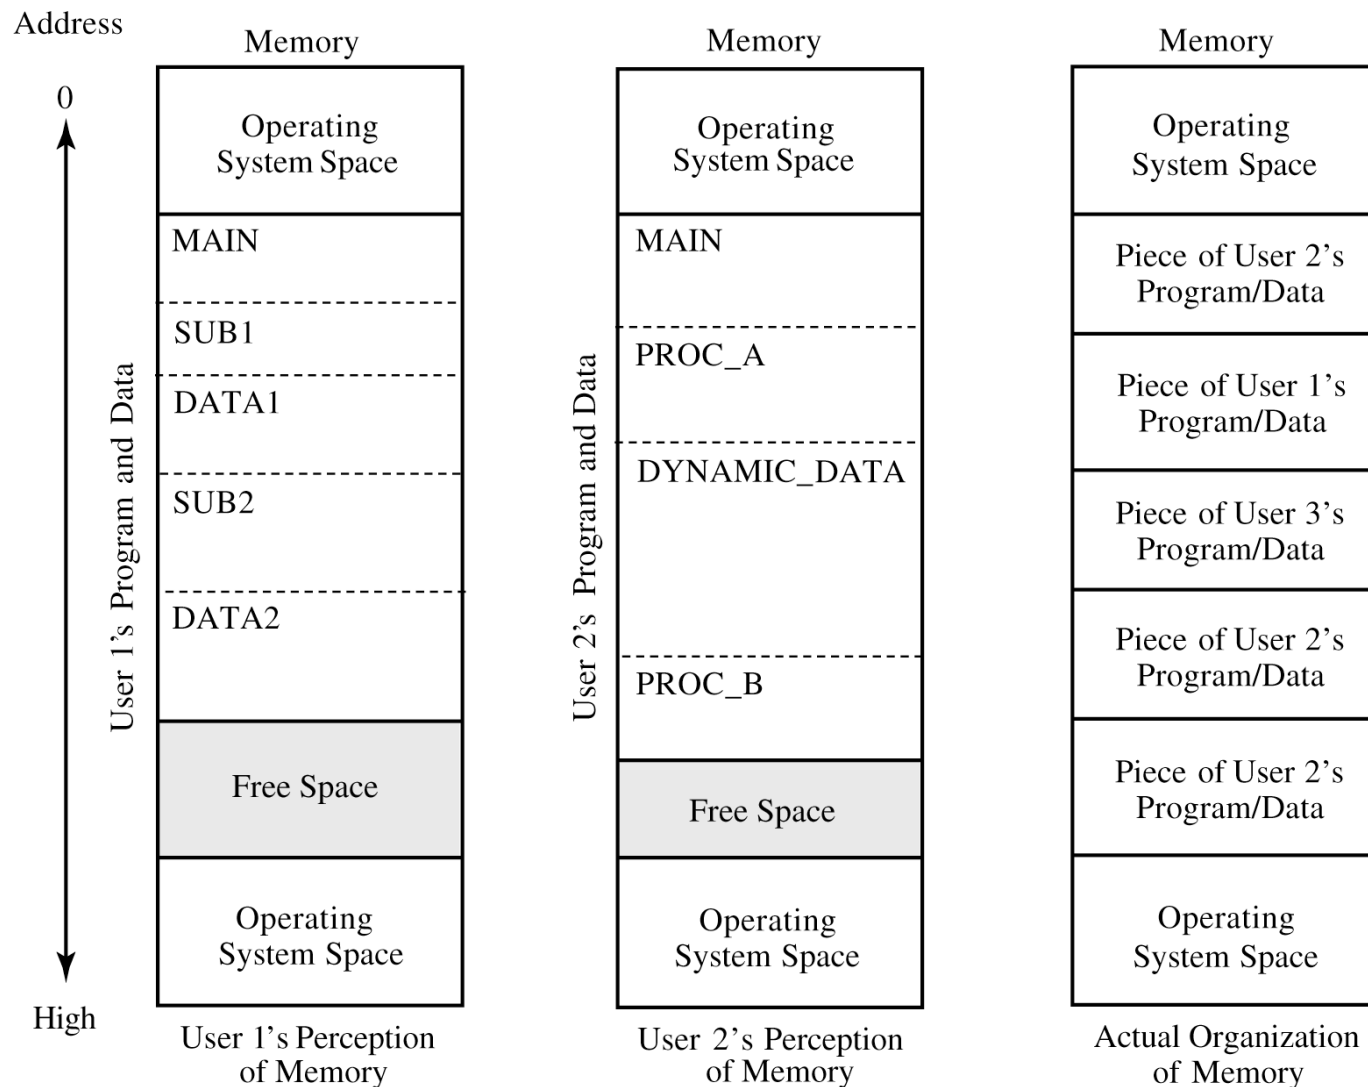 Address
0
High
Memory
Operating
System Space
User 1's Program and Data
MAIN
SUB1
DATA1
SUB2
DATA2
Free Space
Operating
System Space
User 1's Perception
of Memory
Memory
Operating
System Space
User 2's Program and Data
MAIN
PROC_A
DYNAMIC_DATA
PROC_B
Free Space
Operating
System Space
User 2's Perception
of Memory
Memory
Operating
System Space
Piece of User 2's
Program/Data
Piece of User 1's
Program/Data
Piece of User 3's
Program/Data
Piece of User 2's
Program/Data
Piece of User 2's
Program/Data
Operating
System Space
Actual Organization
of Memory